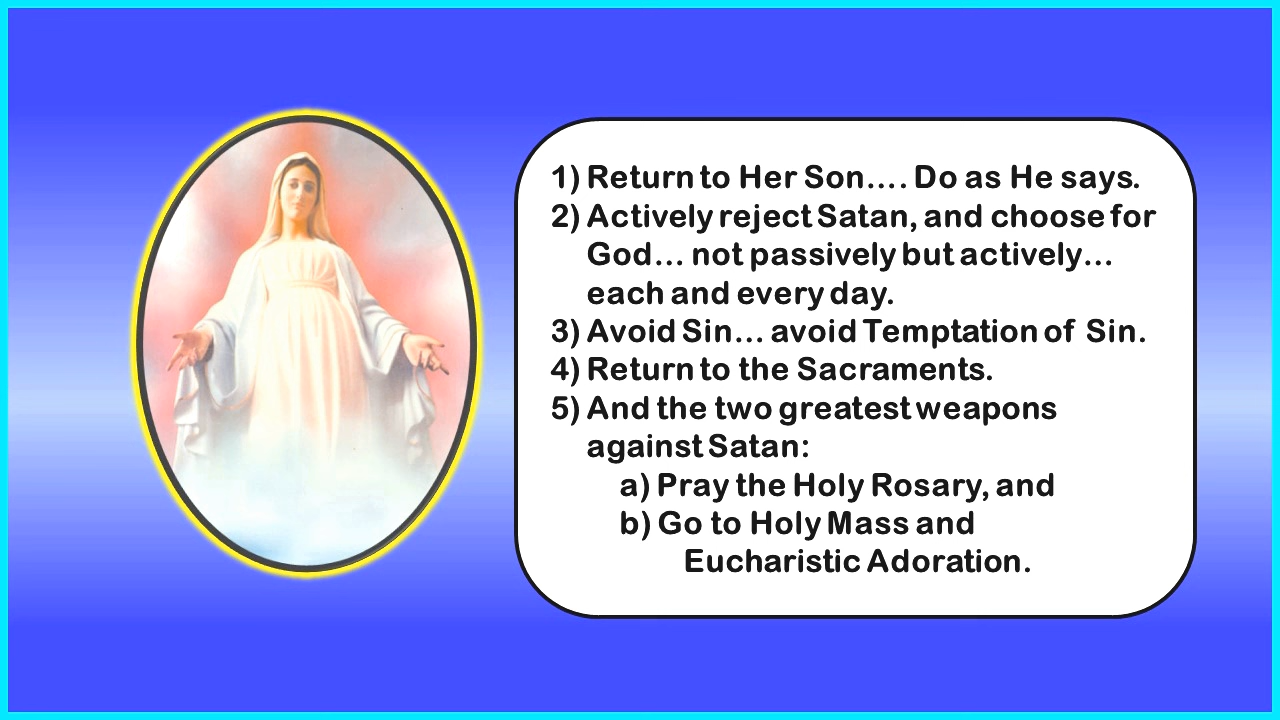 1) Return to Her Son.... Do as He says.
2) Actively reject Satan, and choose for
God... not passively but actively...
each and every day.
3) Avoid Sin... avoid Temptation of Sin.
4) Return to the Sacraments.
5) And the two greatest weapons
against Satan:
a) Pray the Holy Rosary, and
b) Go to Holy Mass and
Eucharistic Adoration.